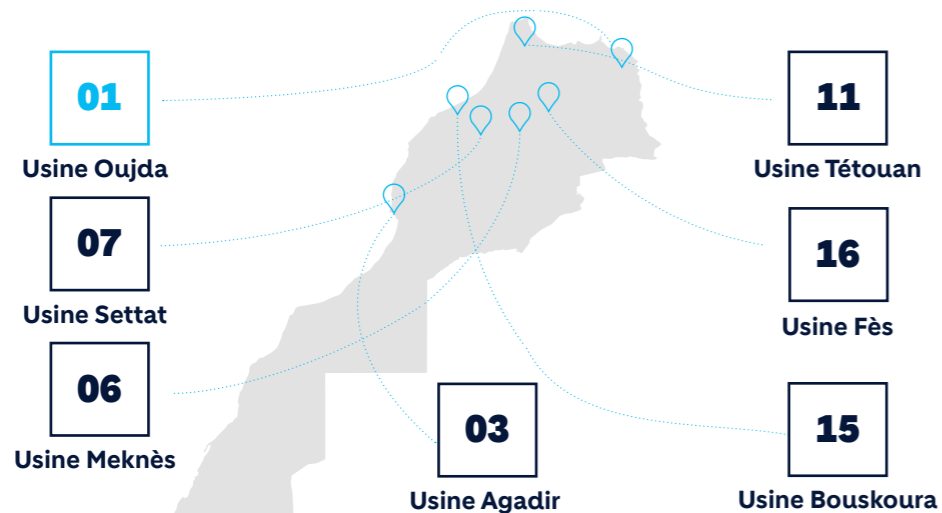 01
Usine Oujda
07
Usine Settat
06
Usine Meknès
03
Usine Agadir
11
Usine Tétouan
16
Usine Fès
15
Usine Bouskoura